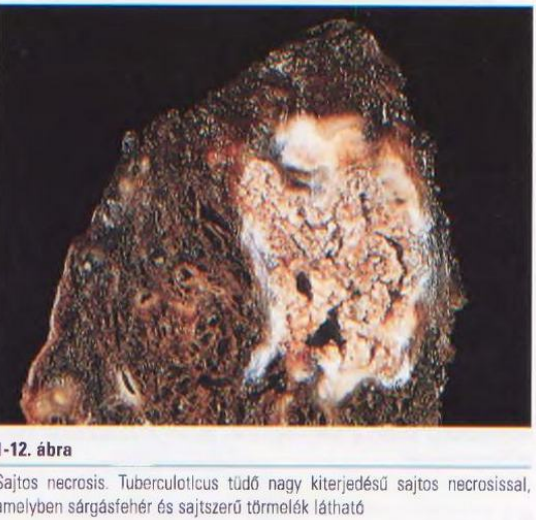 -12. ábra
Sajtos necrosis. Tuberculoticus tüdő nagy kiterjedésű sajtos necrosissal,
amelyben sárgásfehér és sajtszerű törmelék látható